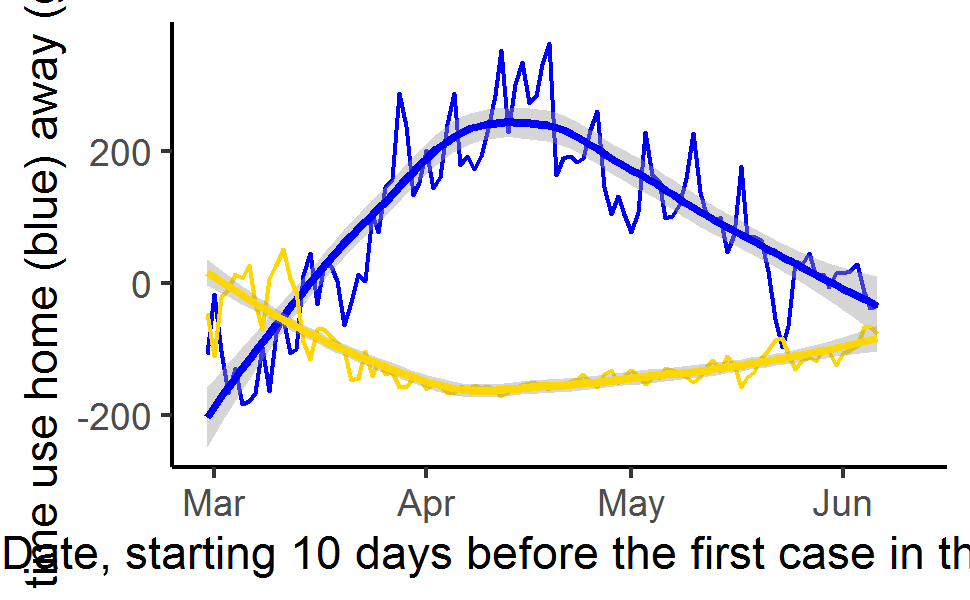 time use home (blue) away (
200
0
-200
Mar Apr May Jun
Date, starting 10 days before the first case in th